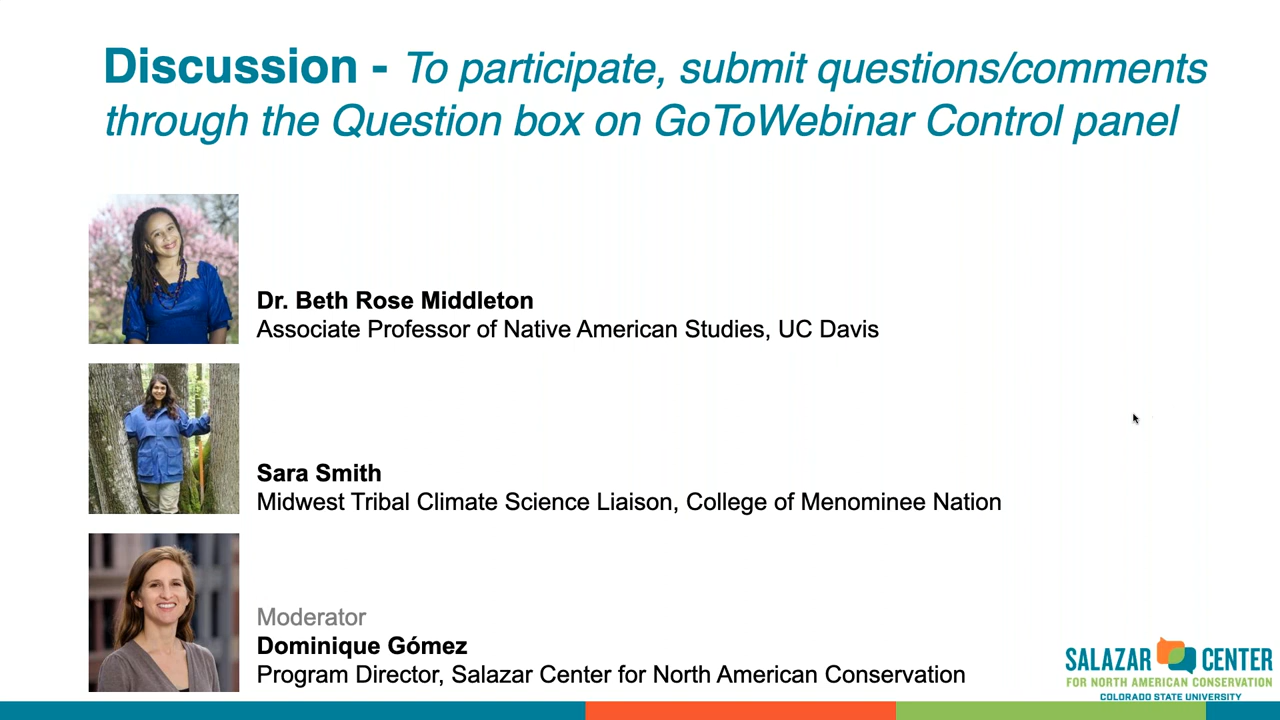 Discussion - To participate, submit questions/comments
through the Question box on GoToWebinar Control panel
Dr. Beth Rose Middleton
Associate Professor of Native American Studies, UC Davis
Sara Smith
Midwest Tribal Climate Science Liaison, College of Menominee Nation
Moderator
Dominique Gómez
Program Director, Salazar Center for North American Conservation
SALAZAR CENTER
FOR NORTH AMERICAN CONSERVATION
COLORADO STATE UNIVERSITY